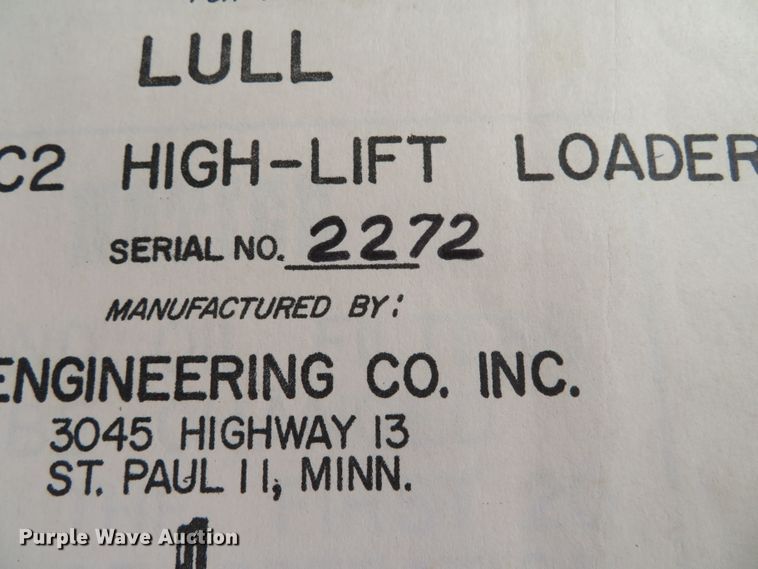 LULL
C2 HIGH-LIFT LOADER
SERIAL NO. 2272
MANUFACTURED BY:
ENGINEERING CO. INC.
3045 HIGHWAY 13
ST. PAUL 11, MINN.
Purple Wave Auction